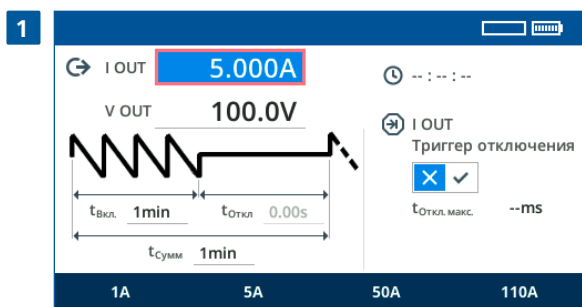 1
I OUT 5.000A
-- : -- : --
V OUT 100.0V
I OUT
Триггер отключения
tВкл. 1min
tОткл 0.00s
tОткл. макс. --ms
tСумм 1min
1A 5A 50A 110A